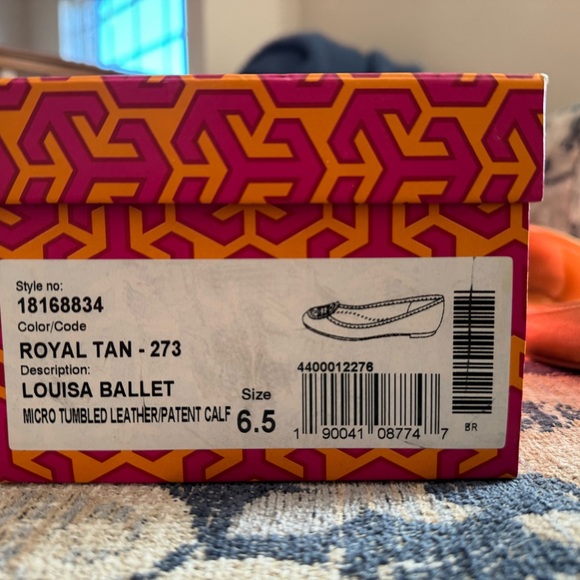 Style no:
18168834
Color/Code
ROYAL TAN - 273
Description:
LOUISA BALLET
MICRO TUMBLED LEATHER/PATENT CALF
Size
6.5
4400012276
1 90041 08774 7
BR